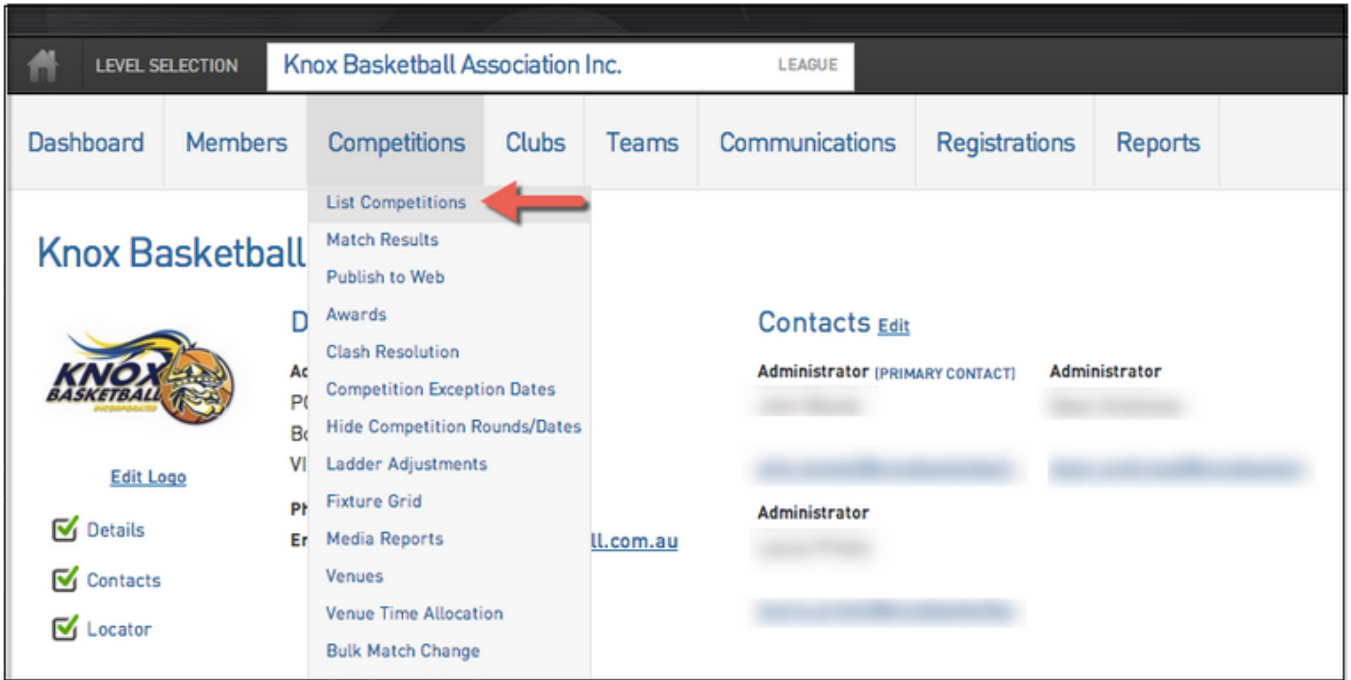 LEVEL SELECTION Knox Basketball Association Inc. LEAGUE
Dashboard Members Competitions Clubs Teams Communications Registrations Reports
List Competitions
Match Results
Publish to Web
Awards
Clash Resolution
Competition Exception Dates
Hide Competition Rounds/Dates
Ladder Adjustments
Fixture Grid
Media Reports
Venues
Venue Time Allocation
Bulk Match Change
Knox Basketball
KNOX
BASKETBALL
INCORPORATED
Edit Logo
Details
Contacts
Locator
ll.com.au
Contacts Edit
Administrator (PRIMARY CONTACT) Administrator
Administrator